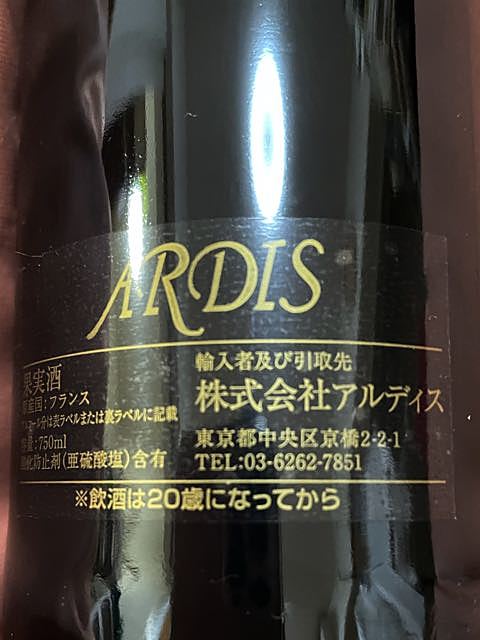 ARDIS
果実酒
原産国：フランス
アルコール分は表ラベルまたは裏ラベルに記載
容量：750ml
酸化防止剤（亜硫酸塩）含有
輸入者及び引取先
株式会社アルディス
東京都中央区京橋2-2-1
TEL:03-6262-7851
※飲酒は20歳になってから